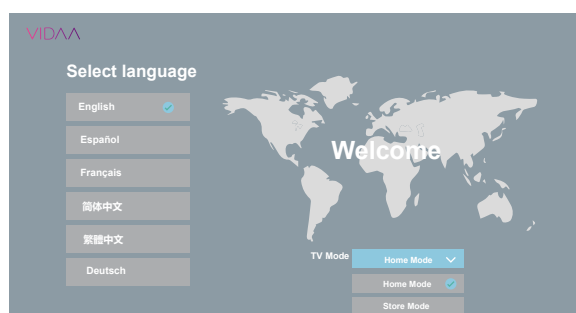 VIDAA
Select language
English
Español
Français
简体中文
繁體中文
Deutsch
Welcome
TV Mode
Home Mode
Home Mode
Store Mode